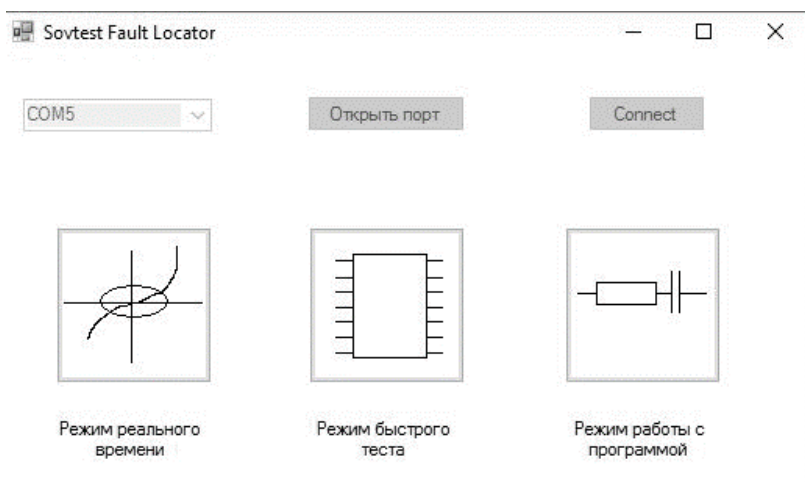 Sovtest Fault Locator
COM5
Открыть порт
Connect
Режим реального
времени
Режим быстрого
теста
Режим работы с
программой